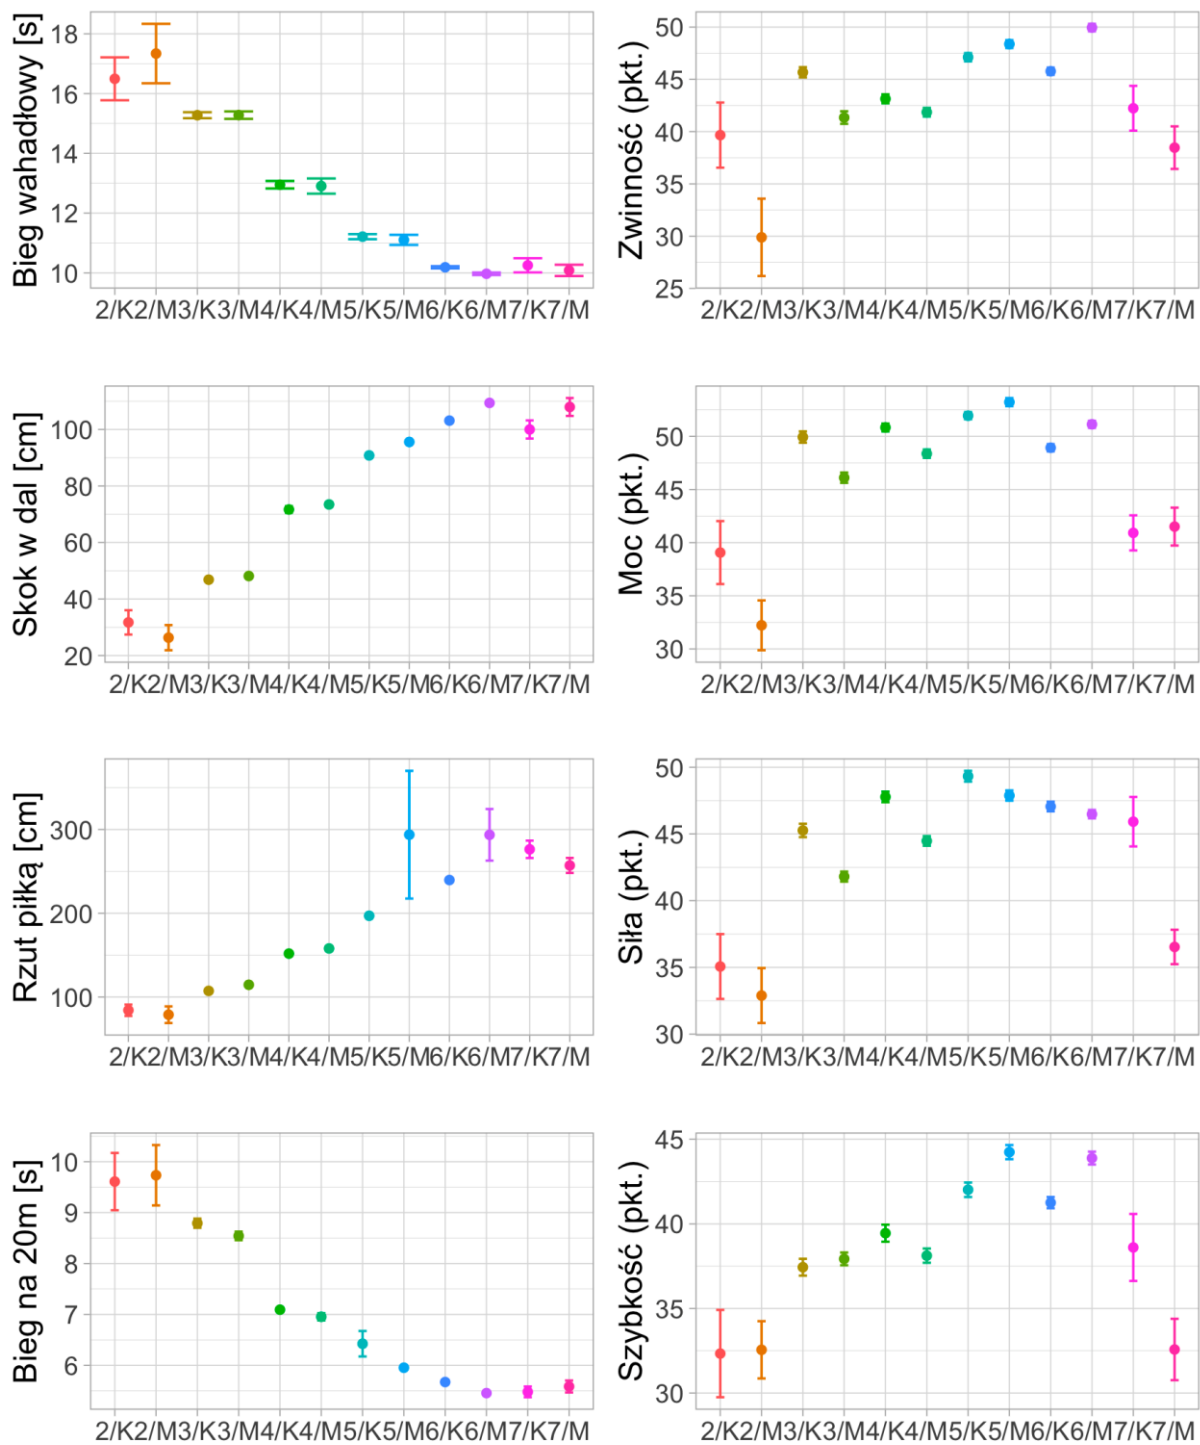 Bieg wahadłowy [s]
18
16
14
12
10
2/K2/M3/K3/M4/K4/M5/K5/M6/K6/M7/K7/M
Zwinność (pkt.)
50
45
40
35
30
25
2/K2/M3/K3/M4/K4/M5/K5/M6/K6/M7/K7/M
Skok w dal [cm]
100
80
60
40
20
2/K2/M3/K3/M4/K4/M5/K5/M6/K6/M7/K7/M
Moc (pkt.)
50
45
40
35
30
2/K2/M3/K3/M4/K4/M5/K5/M6/K6/M7/K7/M
Rzut piłką [cm]
300
200
100
2/K2/M3/K3/M4/K4/M5/K5/M6/K6/M7/K7/M
Siła (pkt.)
50
45
40
35
30
2/K2/M3/K3/M4/K4/M5/K5/M6/K6/M7/K7/M
Bieg na 20m [s]
10
9
8
7
6
2/K2/M3/K3/M4/K4/M5/K5/M6/K6/M7/K7/M
Szybkość (pkt.)
45
40
35
30
2/K2/M3/K3/M4/K4/M5/K5/M6/K6/M7/K7/M